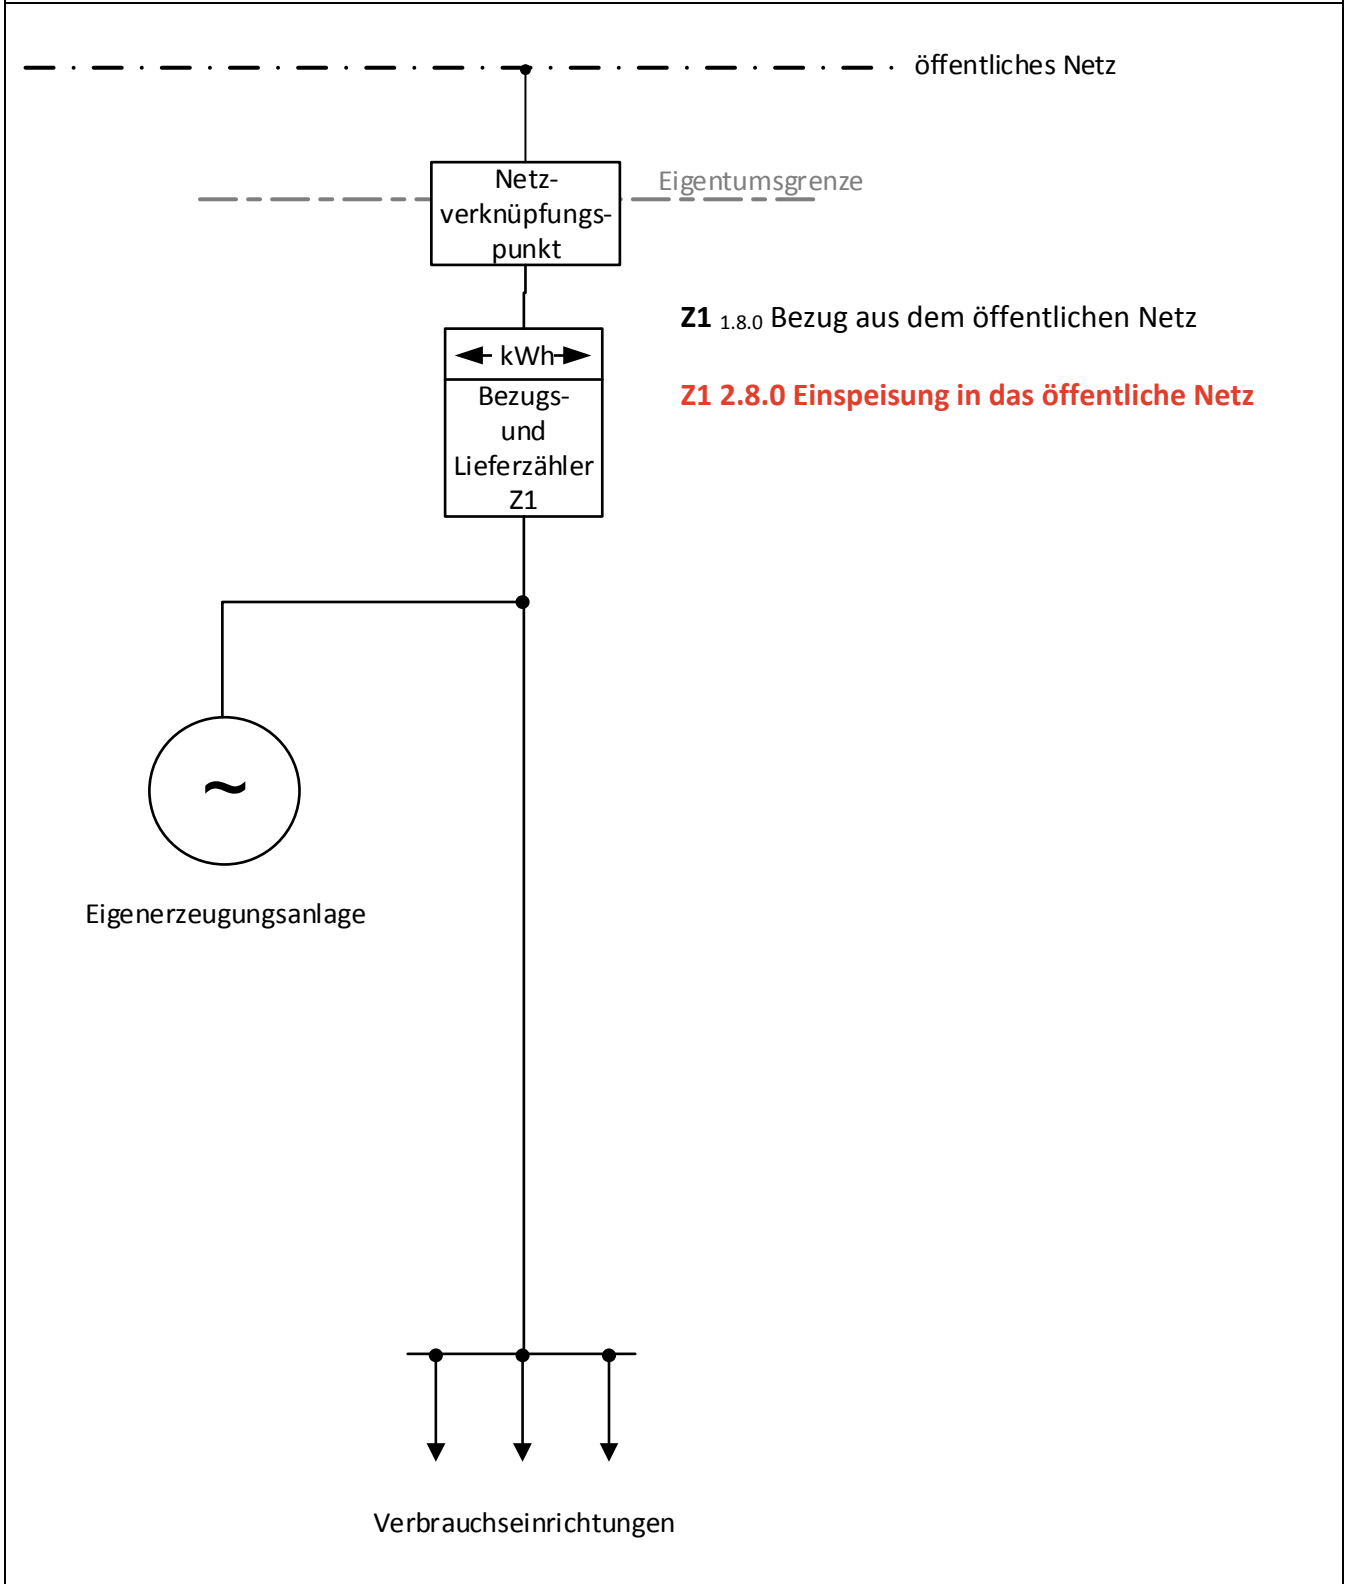 öffentliches Netz
Netz-
verknüpfungs-
punkt
Eigentumsgrenze
kWh
Bezugs-
und
Lieferzähler
Z1
Z1 1.8.0 Bezug aus dem öffentlichen Netz
Z1 2.8.0 Einspeisung in das öffentliche Netz
~
Eigenerzeugungsanlage
Verbrauchseinrichtungen